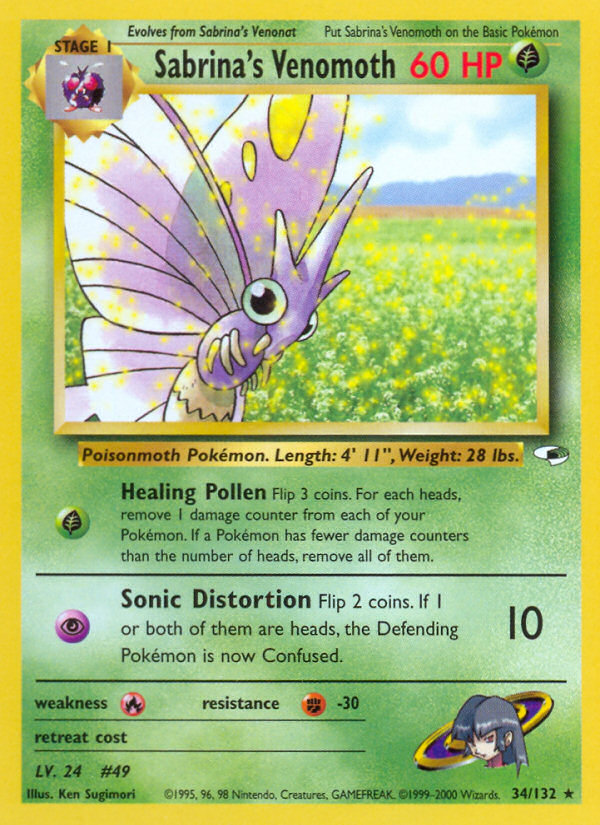 Evolves from Sabrina's Venonat
Put Sabrina's Venomoth on the Basic Pokémon
STAGE 1
Sabrina's Venomoth 60 HP
Poisonmoth Pokémon. Length: 4' 11", Weight: 28 lbs.
Healing Pollen Flip 3 coins. For each heads,
remove 1 damage counter from each of your
Pokémon. If a Pokémon has fewer damage counters
than the number of heads, remove all of them.
Sonic Distortion Flip 2 coins. If 1
or both of them are heads, the Defending
Pokémon is now Confused.
10
weakness
resistance -30
retreat cost
LV. 24 #49
Illus. Ken Sugimori ©1995, 96, 98 Nintendo, Creatures, GAMEFREAK. ©1999-2000 Wizards. 34/132 ★